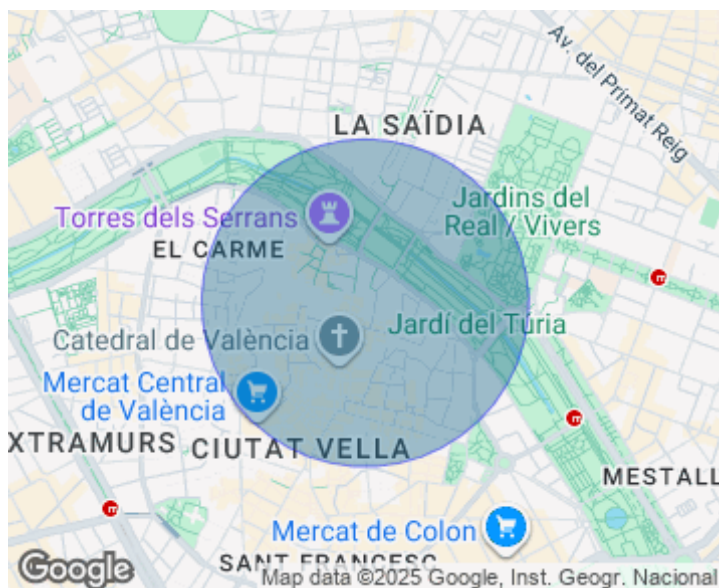 Av. del Primat Reig
LA SAÏDIA
Jardins del
Real / Vivers
Torres dels Serrans
EL CARME
Catedral de València
Jardí del Túria
Mercat Central
de València
XTRAMURS
CIUTAT VELLA
MESTALL
Mercat de Colon
SANT FRANCESC
Google
Map data ©2025 Google, Inst. Geogr. Nacional